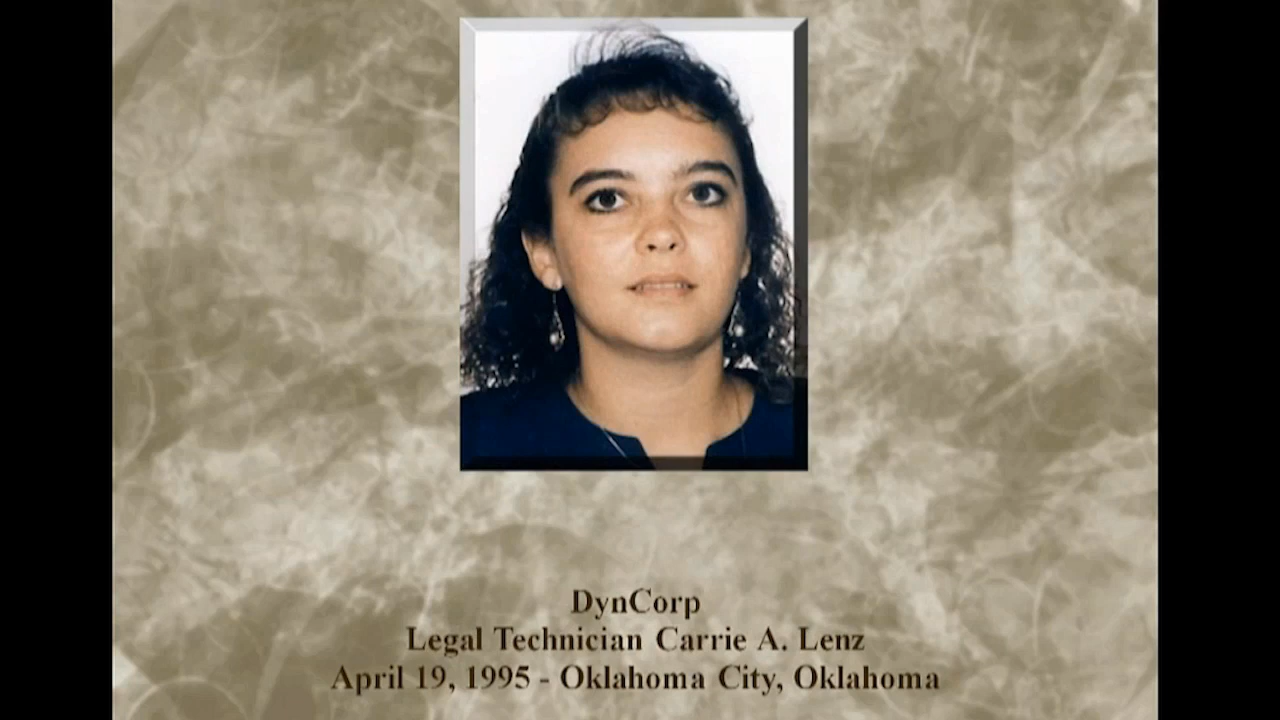 DynCorp
Legal Technician Carrie A. Lenz
April 19, 1995 - Oklahoma City, Oklahoma